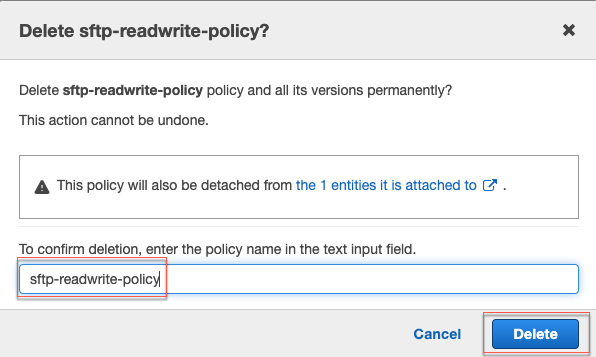 Delete sftp-readwrite-policy?
Delete sftp-readwrite-policy policy and all its versions permanently?
This action cannot be undone.
This policy will also be detached from the 1 entities it is attached to .
To confirm deletion, enter the policy name in the text input field.
sftp-readwrite-policy
Cancel Delete